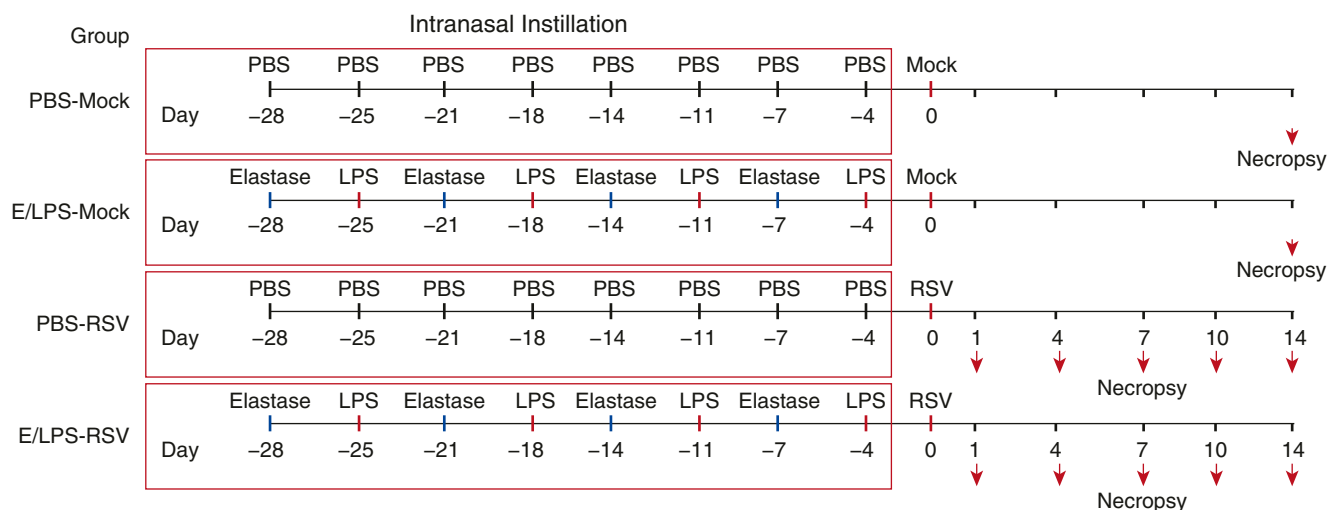 Intranasal Instillation
Group
PBS PBS PBS PBS PBS PBS PBS PBS Mock
PBS-Mock
Day −28 −25 −21 −18 −14 −11 −7 −4 0
Necropsy
Elastase LPS Elastase LPS Elastase LPS Elastase LPS Mock
E/LPS-Mock
Day −28 −25 −21 −18 −14 −11 −7 −4 0
Necropsy
PBS PBS PBS PBS PBS PBS PBS PBS RSV
PBS-RSV
Day −28 −25 −21 −18 −14 −11 −7 −4 0 1 4 7 10 14
Necropsy
Elastase LPS Elastase LPS Elastase LPS Elastase LPS RSV
E/LPS-RSV
Day −28 −25 −21 −18 −14 −11 −7 −4 0 1 4 7 10 14
Necropsy